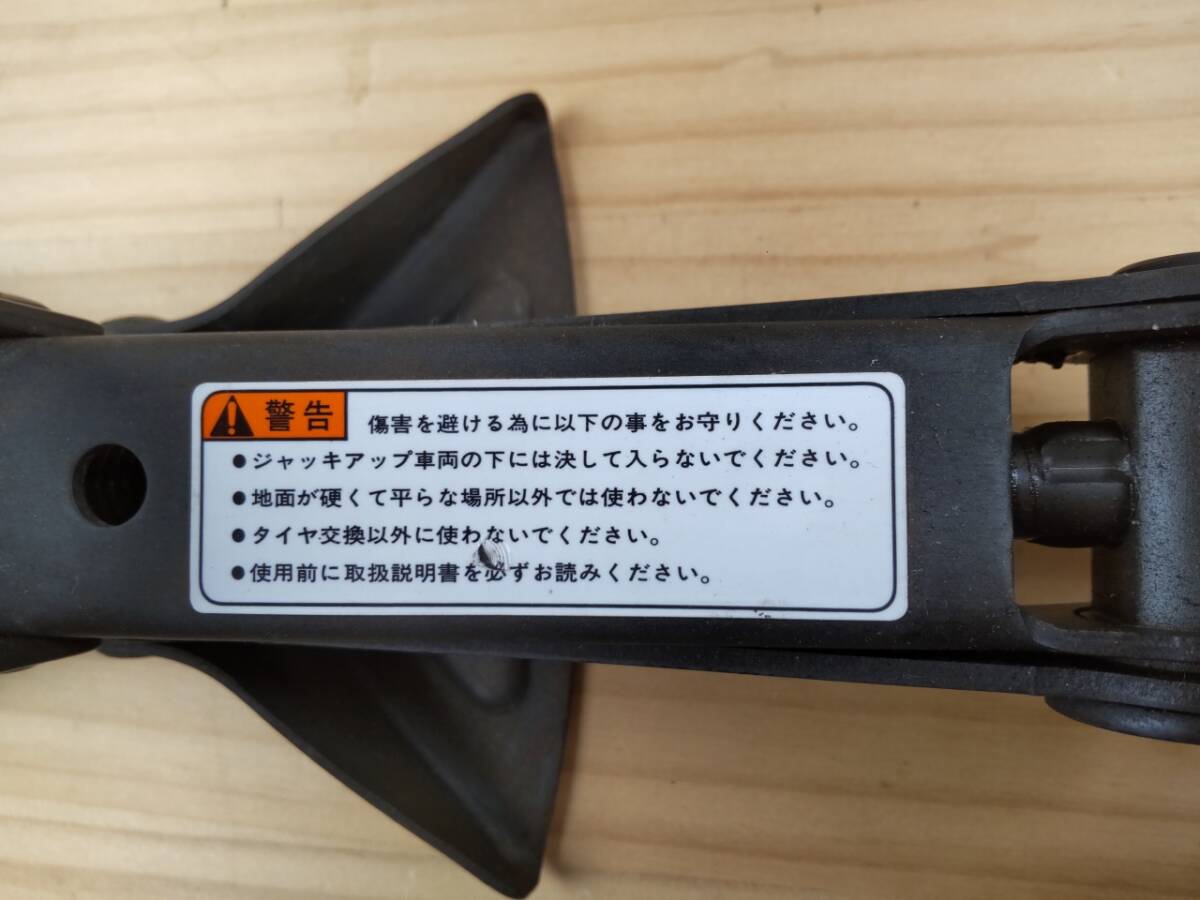 警告 傷害を避ける為に以下の事をお守りください。
●ジャッキアップ車両の下には決して入らないでください。
●地面が硬くて平らな場所以外では使わないでください。
●タイヤ交換以外に使わないでください。
●使用前に取扱説明書を必ずお読みください。